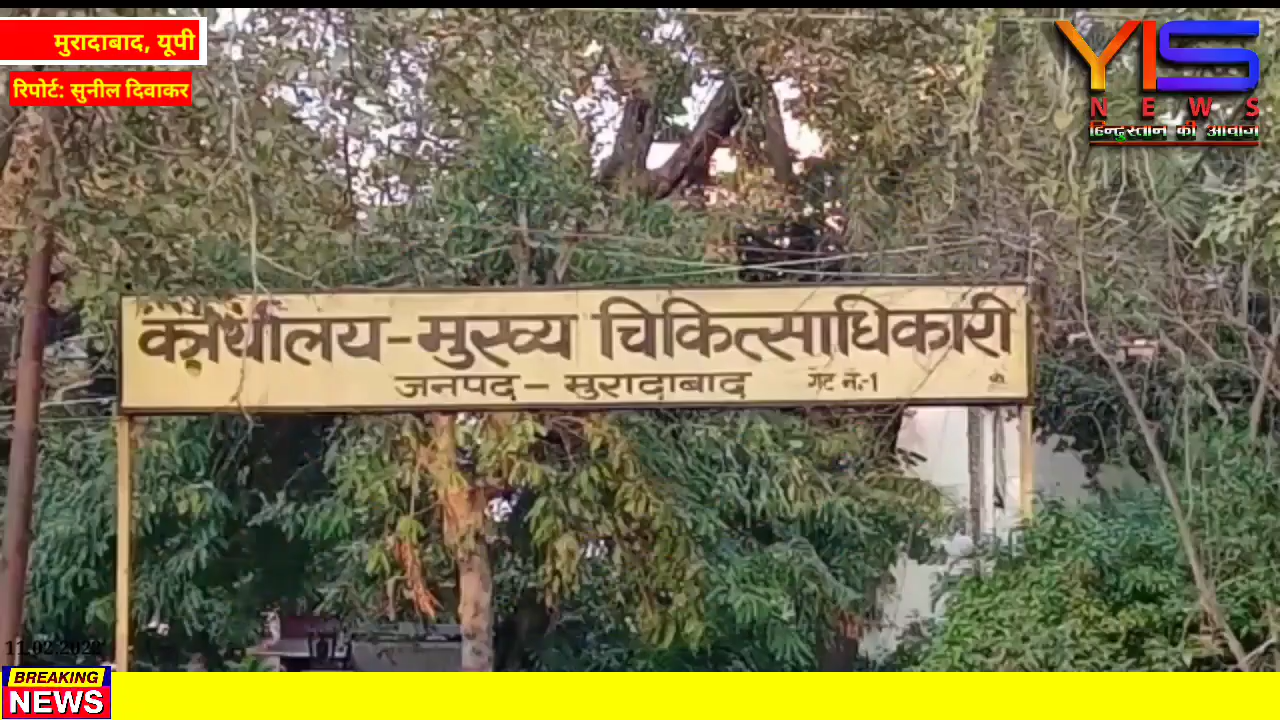 मुरादाबाद, यूपी
रिपोर्ट: सुनील दिवाकर
YIS
NEWS
हिन्दुस्तान की आवाज
कार्यालय-मुख्य चिकित्साधिकारी
जनपद-मुरादाबाद गेट नं.-1
11.02.2022
BREAKING
NEWS